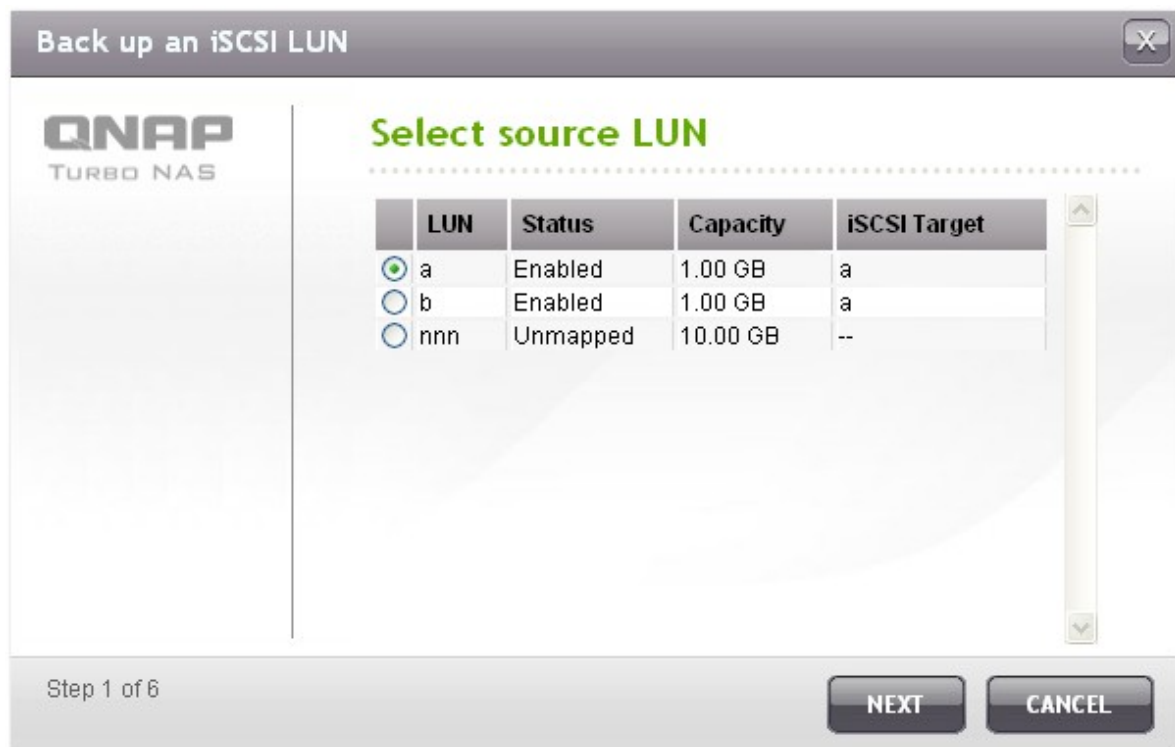 Back up an iSCSI LUN
X
QNAP
TURBO NAS
Select source LUN
LUN Status Capacity iSCSI Target
a Enabled 1.00 GB a
b Enabled 1.00 GB a
nnn Unmapped 10.00 GB --
Step 1 of 6
NEXT CANCEL